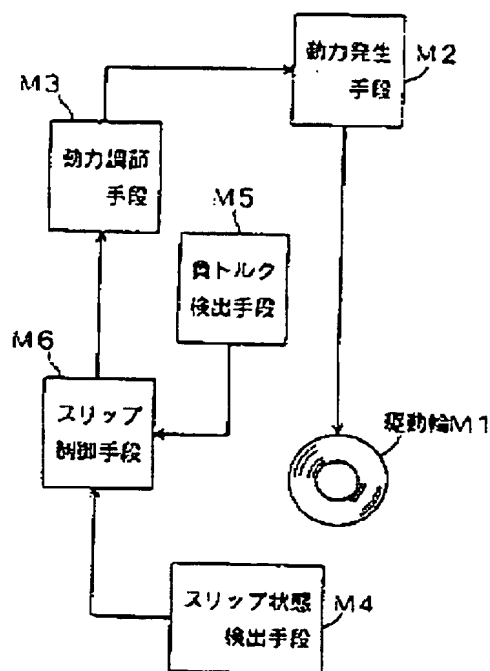 動力発生
手段
M2
M3
動力調節
手段
M5
負トルク
検出手段
M6
スリップ
制御手段
駆動輪M1
スリップ状態
検出手段
M4